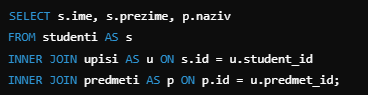 SELECT s.ime, s.prezime, p.naziv
FROM studenti AS s
INNER JOIN upisi AS u ON s.id = u.student_id
INNER JOIN predmeti AS p ON p.id = u.predmet_id;